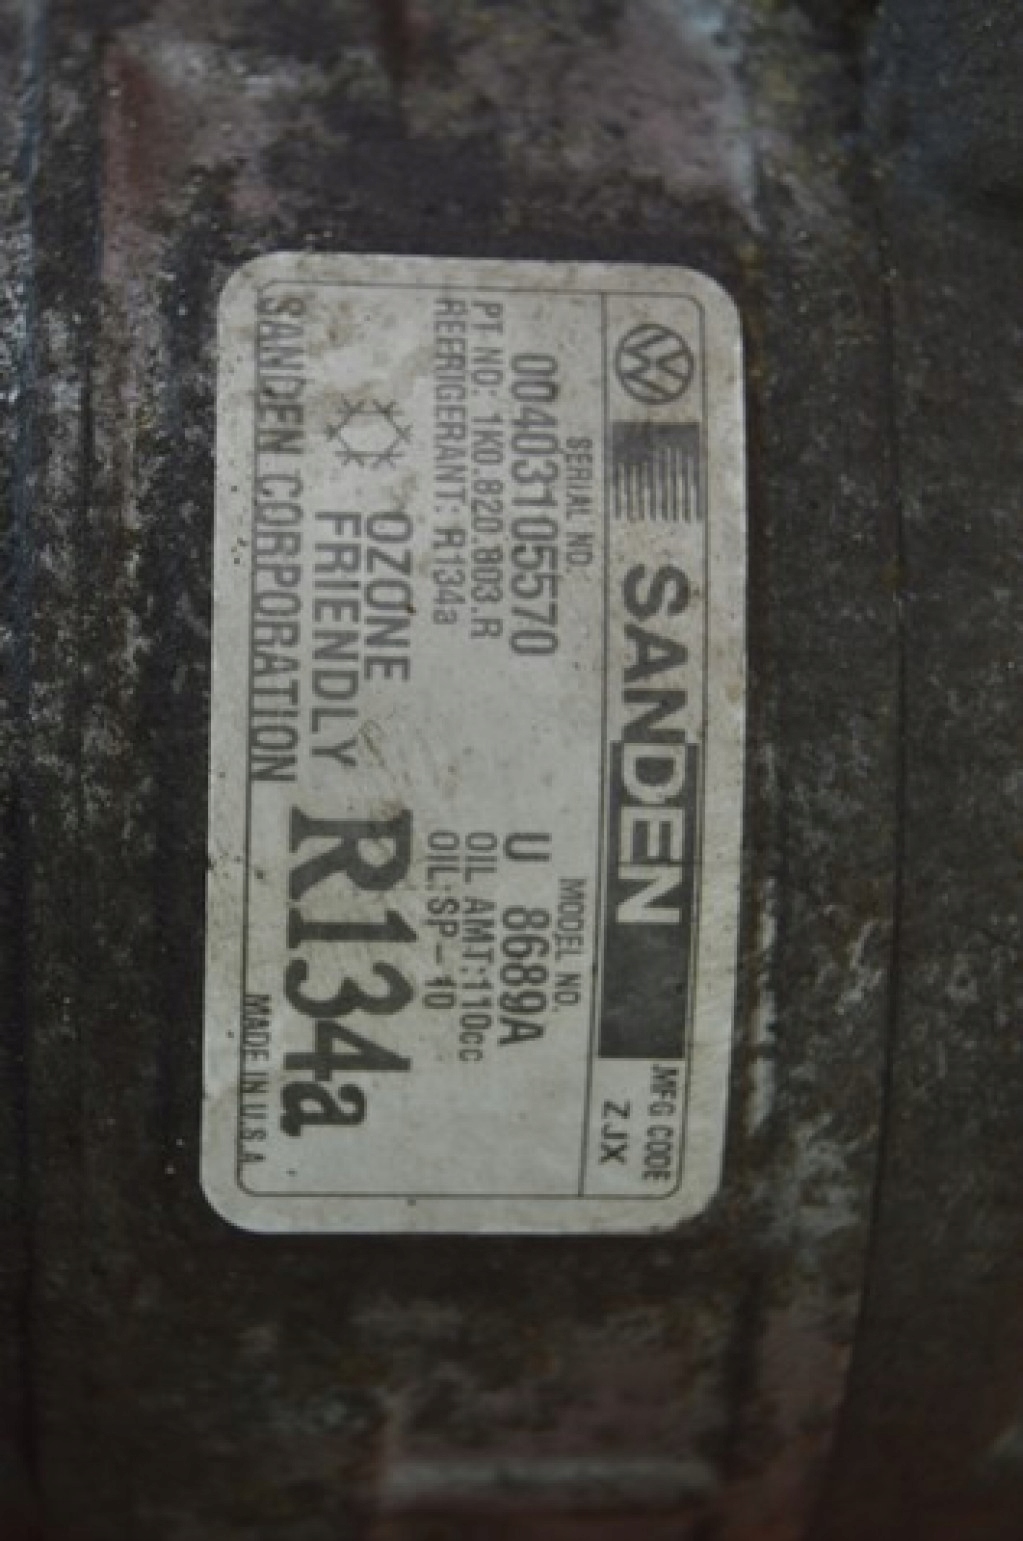 SANDEN
MFG CODE
ZJX
SERIAL NO.
MODEL NO.
00403105570
U 8689A
PT NO: 1K0.820.803.R
OIL AMT:110cc
REFRIGERANT: R134a
OIL:SP-10
OZONE
FRIENDLY
R134a
SANDEN CORPORATION
MADE IN U.S.A.